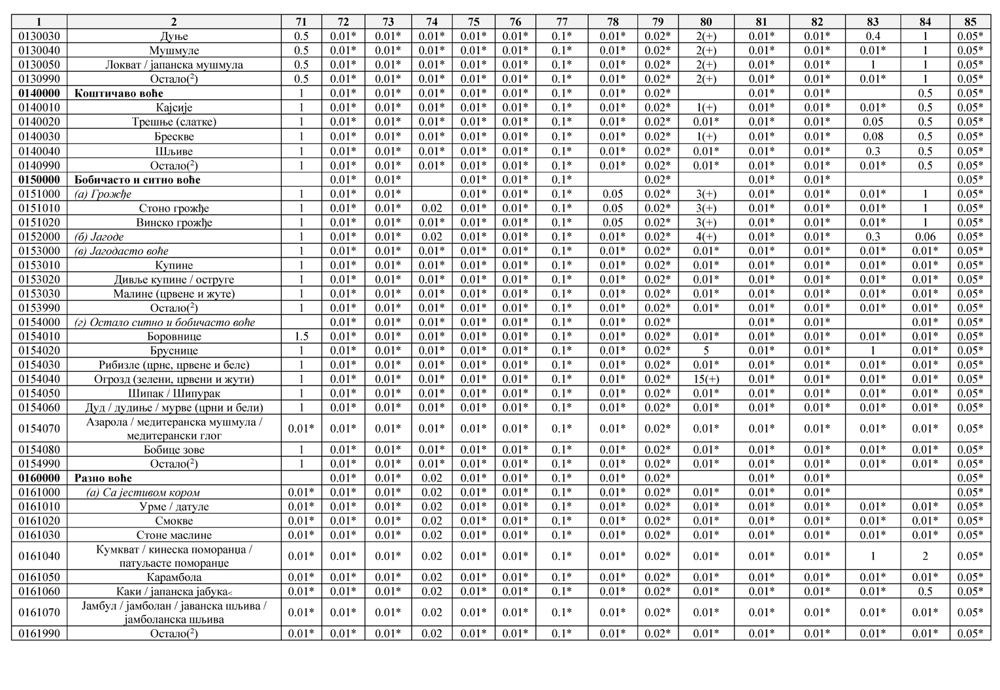 1 2 71 72 73 74 75 76 77 78 79 80 81 82 83 84 85
0130030 Дуње 0.5 0.01* 0.01* 0.01* 0.01* 0.01* 0.1* 0.01* 0.02* 2(+) 0.01* 0.01* 0.4 1 0.05*
0130040 Мушмуле 0.5 0.01* 0.01* 0.01* 0.01* 0.01* 0.1* 0.01* 0.02* 2(+) 0.01* 0.01* 0.01* 1 0.05*
0130050 Локват / јапанска мушмула 0.5 0.01* 0.01* 0.01* 0.01* 0.01* 0.1* 0.01* 0.02* 2(+) 0.01* 0.01* 1 1 0.05*
0130990 Остало(²) 0.5 0.01* 0.01* 0.01* 0.01* 0.01* 0.1* 0.01* 0.02* 2(+) 0.01* 0.01* 0.01* 1 0.05*
0140000 Коштичаво воће 1 0.01* 0.01* 0.01* 0.01* 0.01* 0.1* 0.01* 0.02* 0.01* 0.01* 0.5 0.05*
0140010 Кајсије 1 0.01* 0.01* 0.01* 0.01* 0.01* 0.1* 0.01* 0.02* 1(+) 0.01* 0.01* 0.01* 0.5 0.05*
0140020 Трешње (слатке) 1 0.01* 0.01* 0.01* 0.01* 0.01* 0.1* 0.01* 0.02* 0.01* 0.01* 0.01* 0.05 0.5 0.05*
0140030 Брескве 1 0.01* 0.01* 0.01* 0.01* 0.01* 0.1* 0.01* 0.02* 1(+) 0.01* 0.01* 0.08 0.5 0.05*
0140040 Шљиве 1 0.01* 0.01* 0.01* 0.01* 0.01* 0.1* 0.01* 0.02* 0.01* 0.01* 0.01* 0.3 0.5 0.05*
0140990 Остало(²) 1 0.01* 0.01* 0.01* 0.01* 0.01* 0.1* 0.01* 0.02* 0.01* 0.01* 0.01* 0.01* 0.5 0.05*
0150000 Бобичасто и ситно воће 0.01* 0.01* 0.01* 0.01* 0.1* 0.02* 0.01* 0.01* 0.05*
0151000 (а) Грожђе 1 0.01* 0.01* 0.01* 0.01* 0.1* 0.05 0.02* 3(+) 0.01* 0.01* 0.01* 1 0.05*
0151010 Стоно грожђе 1 0.01* 0.01* 0.02 0.01* 0.01* 0.1* 0.05 0.02* 3(+) 0.01* 0.01* 0.01* 1 0.05*
0151020 Винско грожђе 1 0.01* 0.01* 0.01* 0.01* 0.01* 0.1* 0.05 0.02* 3(+) 0.01* 0.01* 0.01* 1 0.05*
0152000 (б) Јагоде 1 0.01* 0.01* 0.02 0.01* 0.01* 0.1* 0.01* 0.02* 4(+) 0.01* 0.01* 0.3 0.06 0.05*
0153000 (в) Јагодасто воће 1 0.01* 0.01* 0.01* 0.01* 0.01* 0.1* 0.01* 0.02* 0.01* 0.01* 0.01* 0.01* 0.01* 0.05*
0153010 Купине 1 0.01* 0.01* 0.01* 0.01* 0.01* 0.1* 0.01* 0.02* 0.01* 0.01* 0.01* 0.01* 0.01* 0.05*
0153020 Дивље купине / оструге 1 0.01* 0.01* 0.01* 0.01* 0.01* 0.1* 0.01* 0.02* 0.01* 0.01* 0.01* 0.01* 0.01* 0.05*
0153030 Малине (црвене и жуте) 1 0.01* 0.01* 0.01* 0.01* 0.01* 0.1* 0.01* 0.02* 0.01* 0.01* 0.01* 0.01* 0.01* 0.05*
0153990 Остало(²) 1 0.01* 0.01* 0.01* 0.01* 0.01* 0.1* 0.01* 0.02* 0.01* 0.01* 0.01* 0.01* 0.01* 0.05*
0154000 (г) Остало ситно и бобичасто воће 0.01* 0.01* 0.01* 0.01* 0.01* 0.1* 0.01* 0.02* 0.01* 0.01* 0.01* 0.05*
0154010 Боровнице 1.5 0.01* 0.01* 0.01* 0.01* 0.01* 0.1* 0.01* 0.02* 0.01* 0.01* 0.01* 0.01* 0.01* 0.05*
0154020 Бруснице 1 0.01* 0.01* 0.01* 0.01* 0.01* 0.1* 0.01* 0.02* 5 0.01* 0.01* 1 0.01* 0.05*
0154030 Рибизле (црне, црвене и беле) 1 0.01* 0.01* 0.01* 0.01* 0.01* 0.1* 0.01* 0.02* 0.01* 0.01* 0.01* 0.01* 0.01* 0.05*
0154040 Огрозд (зелени, црвени и жути) 1 0.01* 0.01* 0.01* 0.01* 0.01* 0.1* 0.01* 0.02* 15(+) 0.01* 0.01* 0.01* 0.01* 0.05*
0154050 Шипак / Шипурак 1 0.01* 0.01* 0.01* 0.01* 0.01* 0.1* 0.01* 0.02* 0.01* 0.01* 0.01* 0.01* 0.01* 0.05*
0154060 Дуд / дудиње / мурве (црни и бели) 1 0.01* 0.01* 0.01* 0.01* 0.01* 0.1* 0.01* 0.02* 0.01* 0.01* 0.01* 0.01* 0.01* 0.05*
Азарола / медитеранска мушмула /
0154070 медитерански глог 0.01* 0.01* 0.01* 0.01* 0.01* 0.01* 0.1* 0.01* 0.02* 0.01* 0.01* 0.01* 0.01* 0.01* 0.05*
0154080 Бобице зове 1 0.01* 0.01* 0.01* 0.01* 0.01* 0.1* 0.01* 0.02* 0.01* 0.01* 0.01* 0.01* 0.01* 0.05*
0154990 Остало(²) 1 0.01* 0.01* 0.01* 0.01* 0.01* 0.1* 0.01* 0.02* 0.01* 0.01* 0.01* 0.01* 0.01* 0.05*
0160000 Разно воће 0.01* 0.01* 0.02 0.01* 0.01* 0.1* 0.01* 0.02* 0.01* 0.01* 0.05*
0161000 (а) Са јестивом кором 0.01* 0.01* 0.01* 0.02 0.01* 0.01* 0.1* 0.01* 0.02* 0.01* 0.01* 0.01* 0.05*
0161010 Урме / датуле 0.01* 0.01* 0.01* 0.02 0.01* 0.01* 0.1* 0.01* 0.02* 0.01* 0.01* 0.01* 0.01* 0.01* 0.05*
0161020 Смокве 0.01* 0.01* 0.01* 0.02 0.01* 0.01* 0.1* 0.01* 0.02* 0.01* 0.01* 0.01* 0.01* 0.01* 0.05*
0161030 Стоне маслине 0.01* 0.01* 0.01* 0.02 0.01* 0.01* 0.1* 0.01* 0.02* 0.01* 0.01* 0.01* 0.01* 0.01* 0.05*
Кумкват / кинеска поморанџа /
0161040 патуљасте поморанџе 0.01* 0.01* 0.01* 0.02 0.01* 0.01* 0.1* 0.01* 0.02* 0.01* 0.01* 0.01* 1 2 0.05*
0161050 Карамбола 0.01* 0.01* 0.01* 0.02 0.01* 0.01* 0.1* 0.01* 0.02* 0.01* 0.01* 0.01* 0.01* 0.01* 0.05*
0161060 Каки / јапанска јабука< 0.01* 0.01* 0.01* 0.02 0.01* 0.01* 0.1* 0.01* 0.02* 0.01* 0.01* 0.01* 0.01* 0.5 0.05*
Јамбул / јамболан / јаванска шљива /
0161070 јамболанска шљива 0.01* 0.01* 0.01* 0.02 0.01* 0.01* 0.1* 0.01* 0.02* 0.01* 0.01* 0.01* 0.01* 0.01* 0.05*
0161990 Остало(²) 0.01* 0.01* 0.01* 0.02 0.01* 0.01* 0.1* 0.01* 0.02* 0.01* 0.01* 0.01* 0.01* 0.01* 0.05*